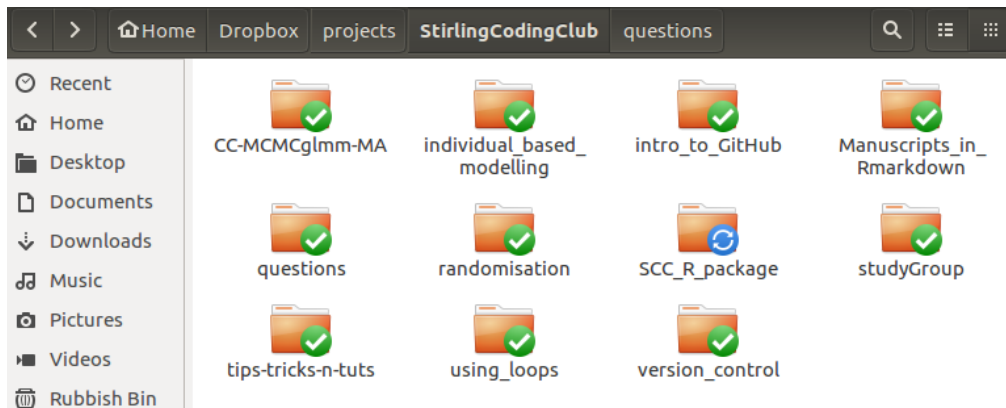 Home Dropbox projects StirlingCodingClub questions
Recent
Home
Desktop
Documents
Downloads
Music
Pictures
Videos
Rubbish Bin
CC-MCMCglmm-MA
individual_based_
modelling
intro_to_GitHub
Manuscripts_in_
Rmarkdown
questions
randomisation
SCC_R_package
studyGroup
tips-tricks-n-tuts
using_loops
version_control